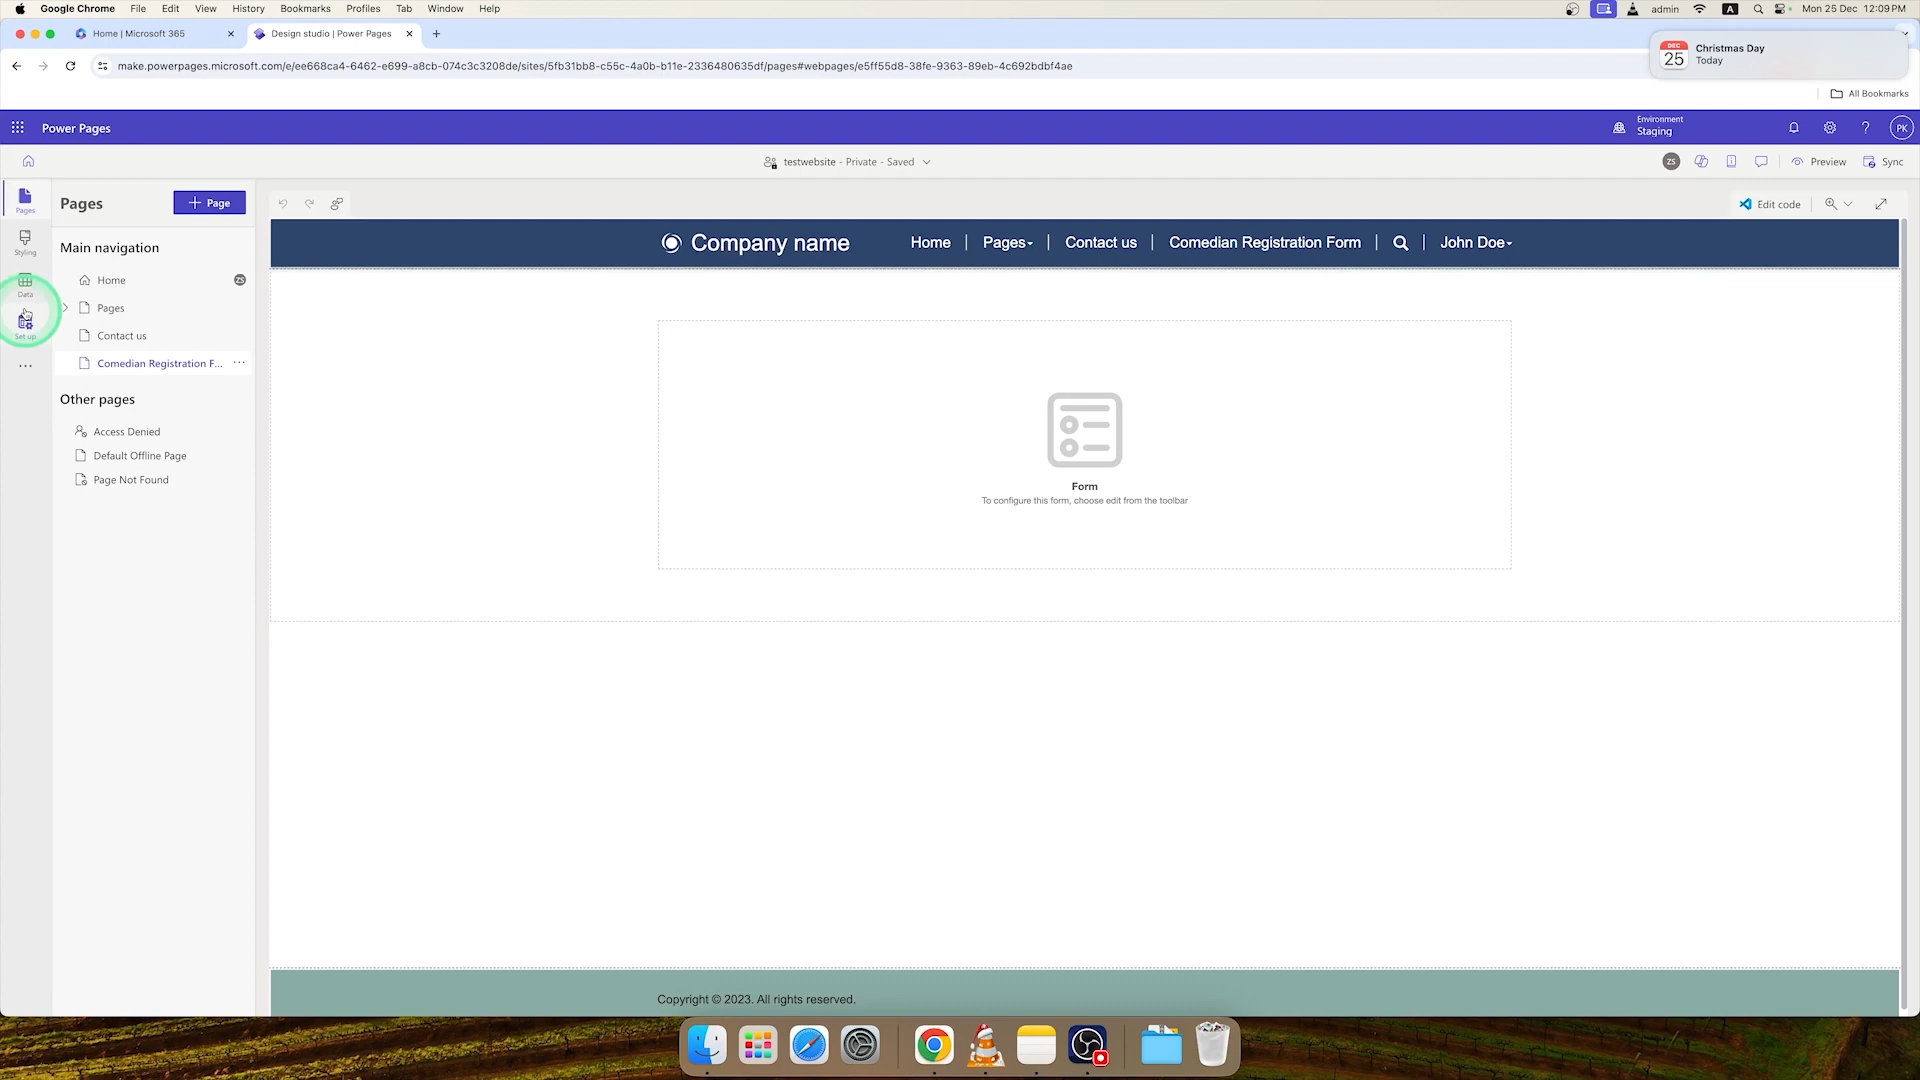 Google Chrome File Edit View History Bookmarks Profiles Tab Window Help
admin A Mon 25 Dec 12:09 PM
Home | Microsoft 365
Design studio | Power Pages
make.powerpages.microsoft.com/e/ee668ca4-6462-e699-a8cb-074c3c3208de/sites/5fb31bb8-c55c-4a0b-b11e-2336480635df/pages#webpages/e5ff55d8-38fe-9363-89eb-4c692bdbf4ae
DEC
25
Christmas Day
Today
All Bookmarks
Power Pages
Environment
Staging
PK
testwebsite - Private - Saved
ZS
Preview
Sync
Pages
Styling
Data
Set up
Pages
+ Page
Main navigation
Home
ZS
Pages
Contact us
Comedian Registration F...
Other pages
Access Denied
Default Offline Page
Page Not Found
Edit code
Company name
Home | Pages | Contact us | Comedian Registration Form | | John Doe
Form
To configure this form, choose edit from the toolbar
Copyright © 2023. All rights reserved.